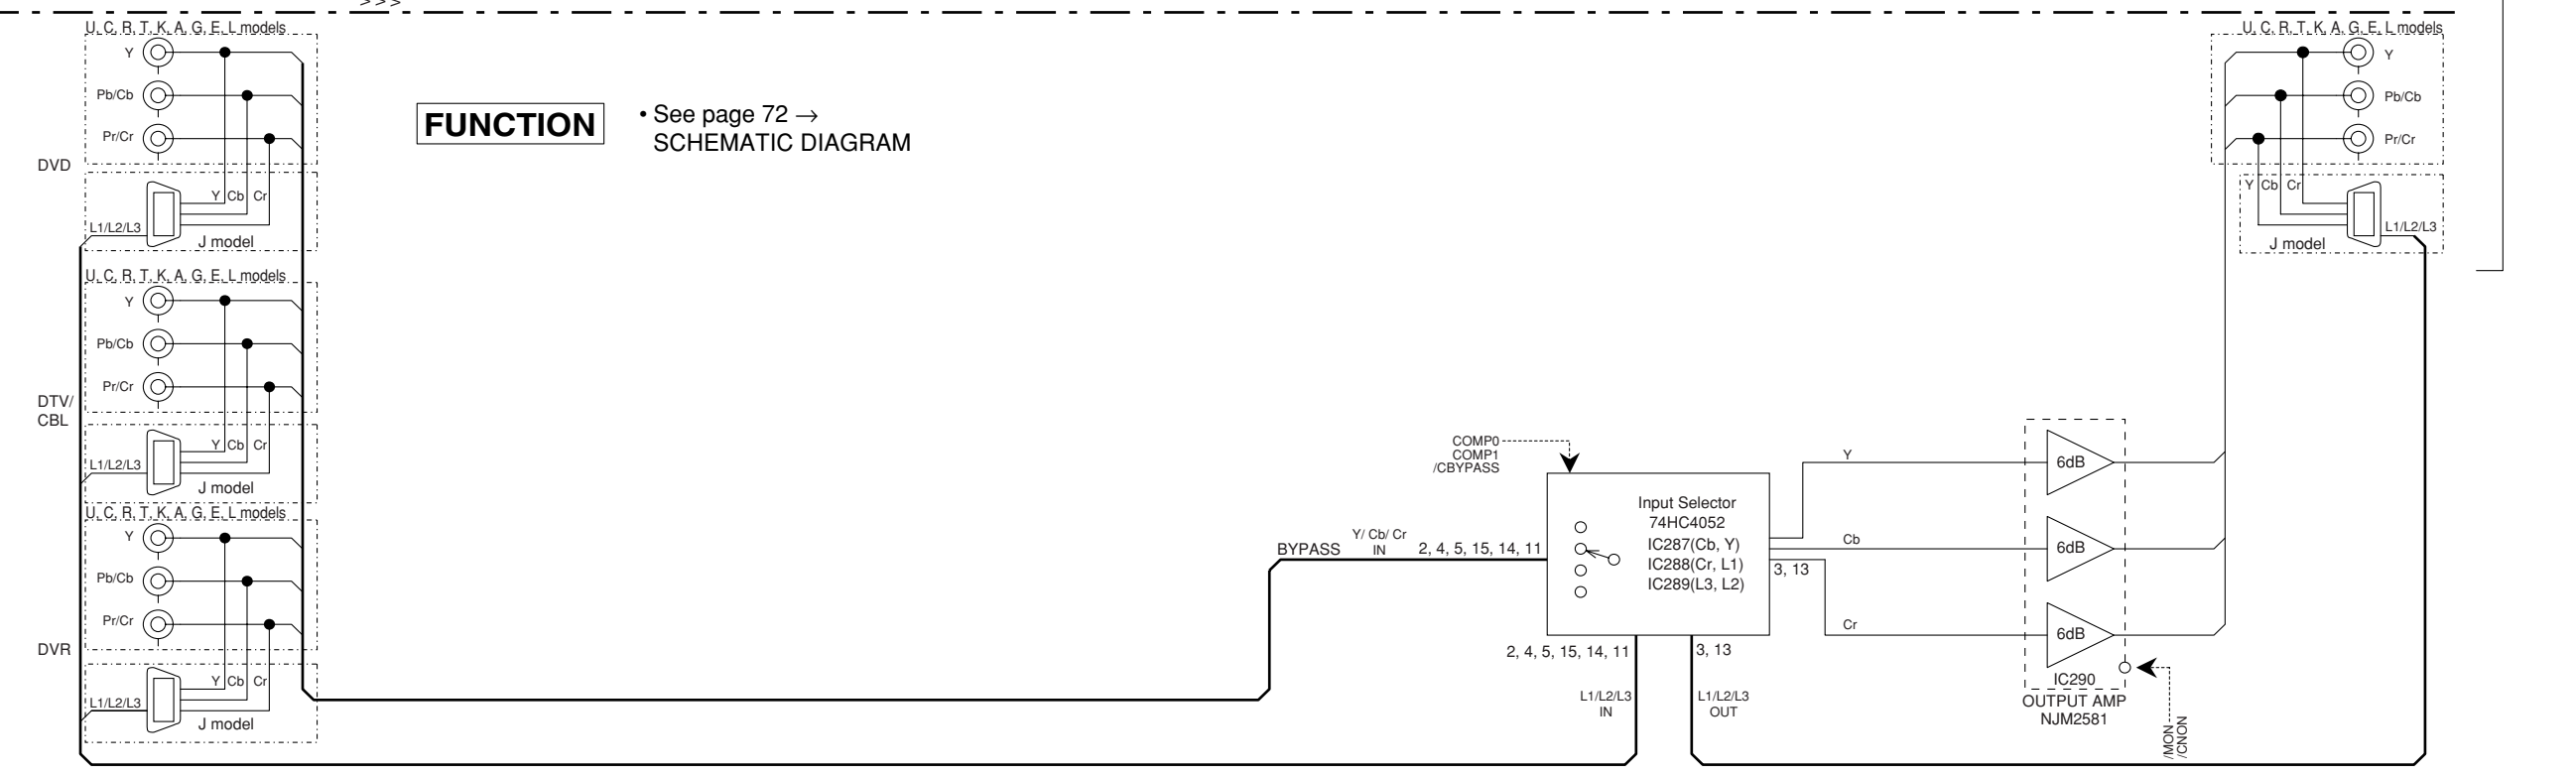 >>>
U, C, R, T, K, A, G, E, L models
Y
Pb/Cb
Pr/Cr
DVD
Y Cb Cr
L1/L2/L3
J model
U, C, R, T, K, A, G, E, L models
Y
Pb/Cb
Pr/Cr
DTV/
CBL
Y Cb Cr
L1/L2/L3
J model
U, C, R, T, K, A, G, E, L models
Y
Pb/Cb
Pr/Cr
DVR
Y Cb Cr
L1/L2/L3
J model
FUNCTION
• See page 72 →
SCHEMATIC DIAGRAM
BYPASS
Y/ Cb/ Cr
IN
2, 4, 5, 15, 14, 11
COMP0
COMP1
/CBYPASS
Input Selector
74HC4052
IC287(Cb, Y)
IC288(Cr, L1)
IC289(L3, L2)
3, 13
2, 4, 5, 15, 14, 11
3, 13
L1/L2/L3
IN
L1/L2/L3
OUT
Y
Cb
Cr
6dB
6dB
6dB
IC290
OUTPUT AMP
NJM2581
/MON
/CNON
U, C, R, T, K, A, G, E, L models
Y
Pb/Cb
Pr/Cr
Y Cb Cr
L1/L2/L3
J model